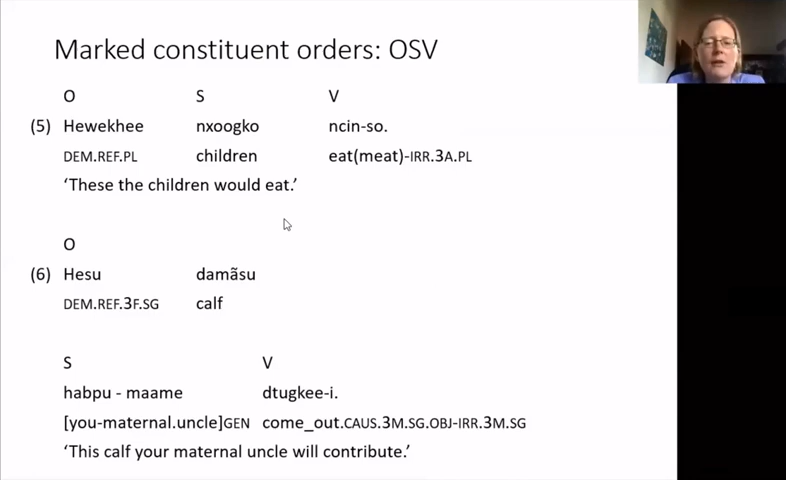 Marked constituent orders: OSV
O S V
(5) Hewekhee nxoogko ncin-so.
DEM.REF.PL children eat(meat)-IRR.3A.PL
‘These the children would eat.’
O
(6) Hesu damãsu
DEM.REF.3F.SG calf
S V
habpu - maame dtugkee-i.
[you-maternal.uncle]GEN come_out.CAUS.3M.SG.OBJ-IRR.3M.SG
‘This calf your maternal uncle will contribute.’